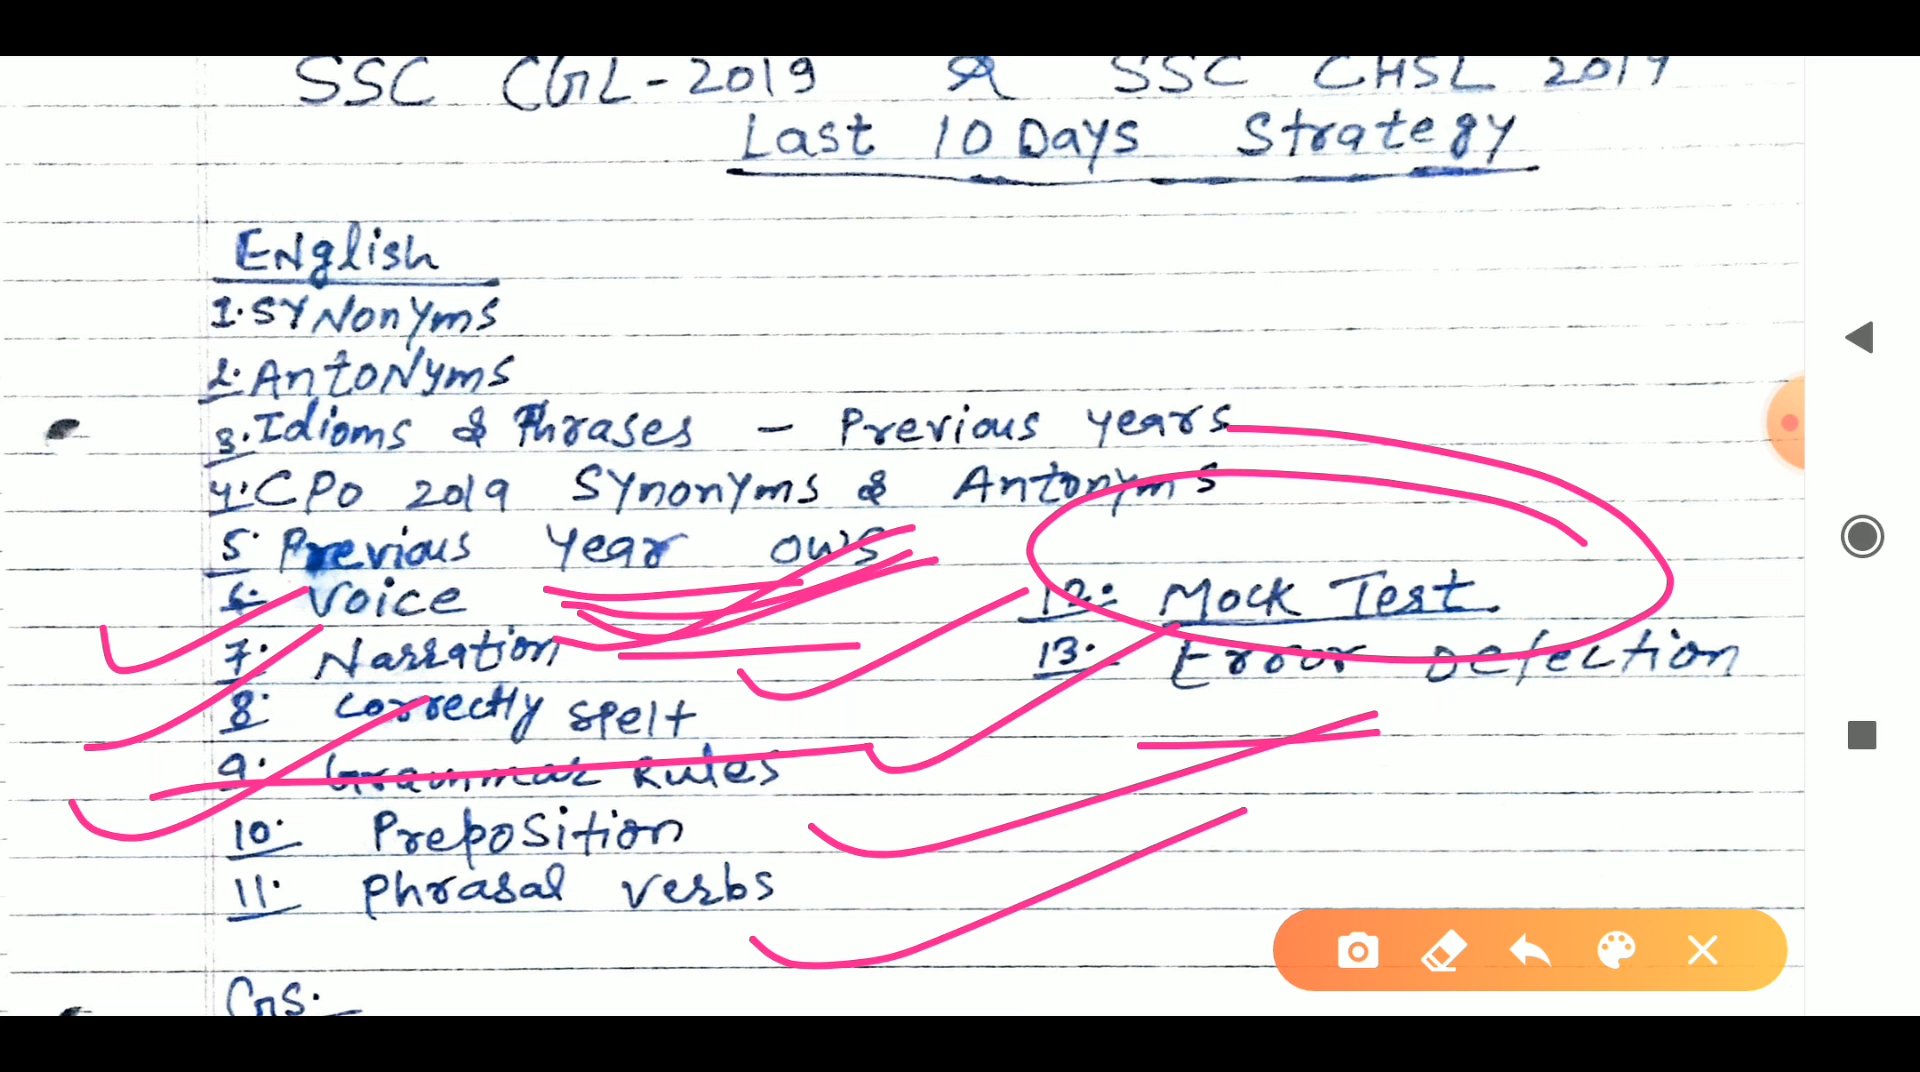 SSC CGL-2019 & SSC CHSL 2019
Last 10 Days Strategy
English
1. Synonyms
2. Antonyms
3. Idioms & Phrases - Previous years
4. CPO 2019 Synonyms & Antonyms
5. Previous Year OWS
6. Voice
7. Narration
8. correctly spelt
9. Grammar Rules
10. Preposition
11. Phrasal verbs
12. Mock Test.
13. Error Detection
GS.